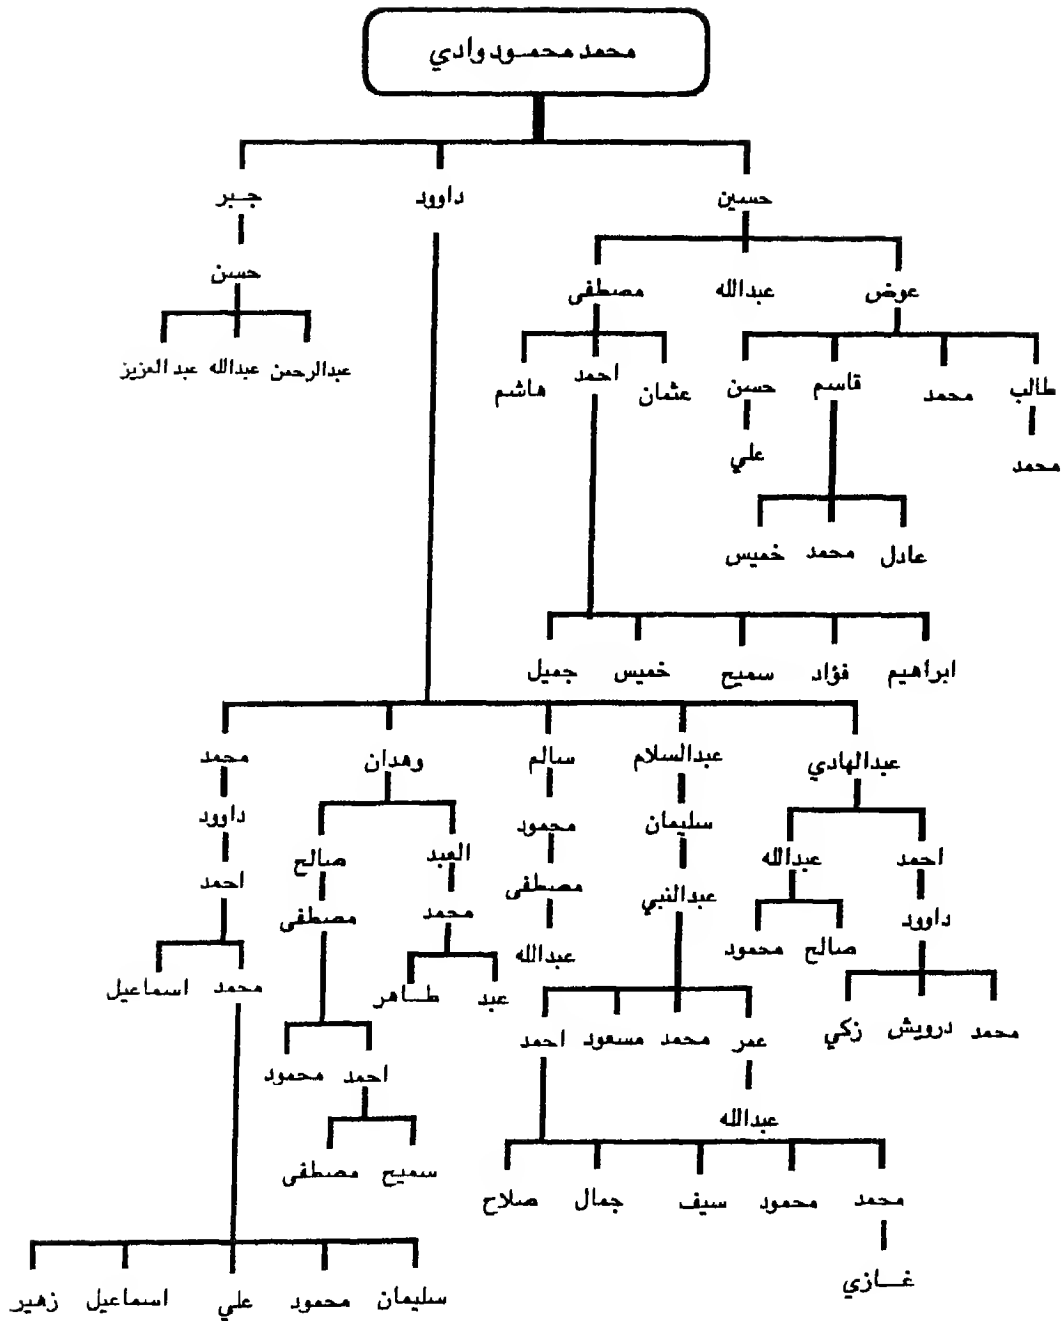 محمد محمود وادي
حسين داوود جبر
حسن
عوض عبدالله مصطفى
عبدالرحمن عبدالله عبدالعزيز
طالب محمد قاسم حسن عثمان احمد هاشم
محمد علي
عادل محمد خميس
ابراهيم فؤاد سميح خميس جميل
عبدالهادي عبدالسلام سالم وهدان محمد
سليمان محمود داوود
احمد عبدالله العبد صالح
عبدالنبي مصطفى احمد
داوود محمد مصطفى
صالح محمود عبدالله
عبد طاهر محمد اسماعيل
محمد درويش زكي عمر محمد مسعود احمد
احمد محمود
عبدالله
سميح مصطفى
محمد محمود سيف جمال صلاح
غازي
سليمان محمود علي اسماعيل زهير